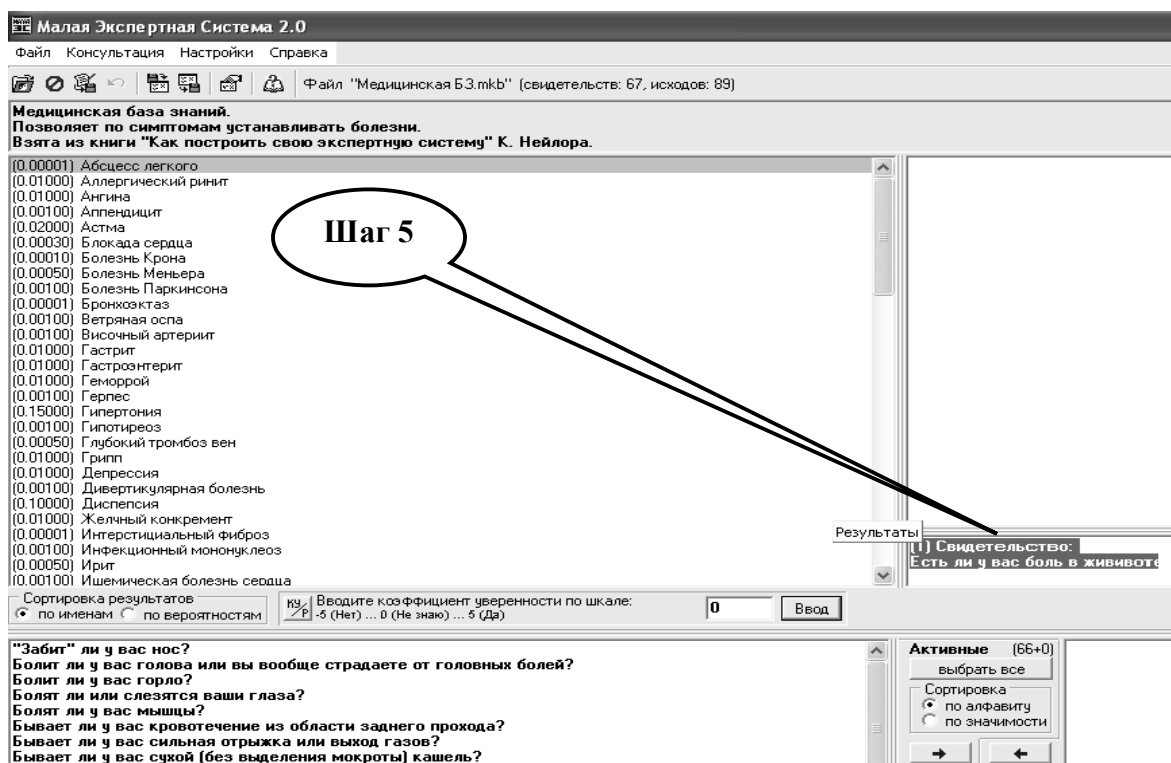 Малая Экспертная Система 2.0
Файл Консультация Настройки Справка
Файл "Медицинская БЗ.mkb" (свидетельств: 67, исходов: 89)
Медицинская база знаний.
Позволяет по симптомам устанавливать болезни.
Взята из книги "Как построить свою экспертную систему" К. Нейлора.
(0.00001) Абсцесс легкого
(0.01000) Аллергический ринит
(0.01000) Ангина
(0.00100) Аппендицит
(0.02000) Астма
(0.00030) Блокада сердца
(0.00010) Болезнь Крона
(0.00050) Болезнь Меньера
(0.00100) Болезнь Паркинсона
(0.00001) Бронхоэктаз
(0.00100) Ветряная оспа
(0.00100) Височный артериит
(0.01000) Гастрит
(0.01000) Гастроэнтерит
(0.01000) Геморрой
(0.00100) Герпес
(0.15000) Гипертония
(0.00100) Гипотиреоз
(0.00050) Глубокий тромбоз вен
(0.01000) Грипп
(0.01000) Депрессия
(0.00100) Дивертикулярная болезнь
(0.10000) Диспепсия
(0.01000) Желчный конкремент
(0.00001) Интерстициальный фиброз
(0.00100) Инфекционный мононуклеоз
(0.00050) Ирит
(0.00100) Ишемическая болезнь сердца
Шаг 5
Результаты
(1) Свидетельство:
Есть ли у вас боль в жививоте
Сортировка результатов
по именам по вероятностям
КУ/Р
Вводите коэффициент уверенности по шкале:
-5 (Нет) ... 0 (Не знаю) ... 5 (Да)
0
Ввод
"Забит" ли у вас нос?
Болит ли у вас голова или вы вообще страдаете от головных болей?
Болит ли у вас горло?
Болят ли или слезятся ваши глаза?
Болят ли у вас мышцы?
Бывает ли у вас кровотечение из области заднего прохода?
Бывает ли у вас сильная отрыжка или выход газов?
Бывает ли у вас сухой (без выделения мокроты) кашель?
Активные (66+0)
выбрать все
Сортировка
по алфавиту
по значимости